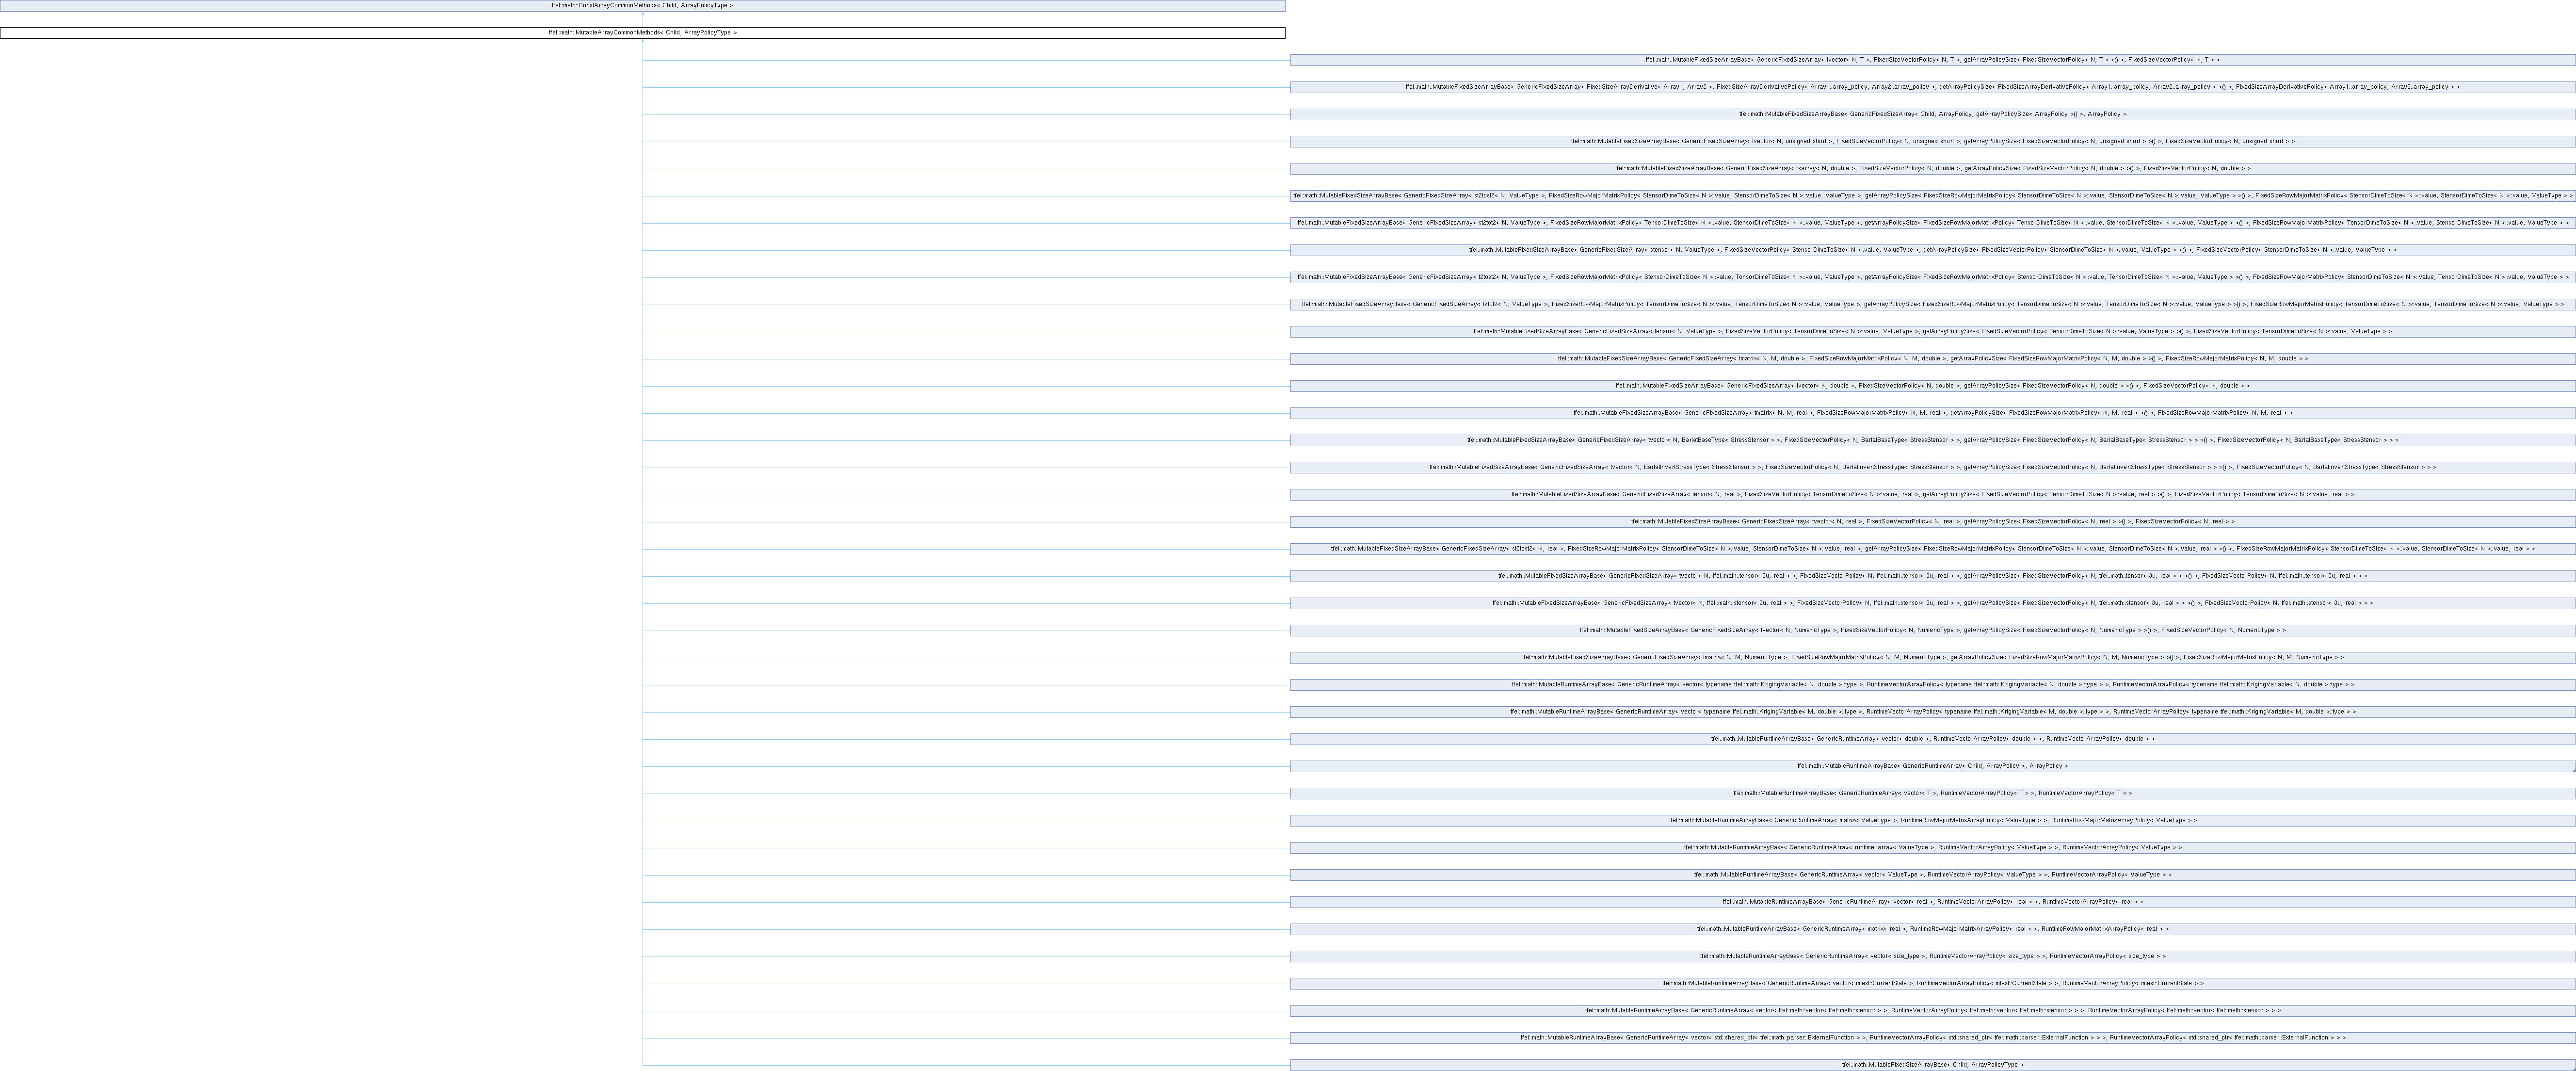 tfel::math::ConstArrayCommonMethods< Child, ArrayPolicyType >
tfel::math::MutableArrayCommonMethods< Child, ArrayPolicyType >
tfel::math::MutableFixedSizeArrayBase< GenericFixedSizeArray< tvector< N, T >, FixedSizeVectorPolicy< N, T >, getArrayPolicySize< FixedSizeVectorPolicy< N, T > >() >, FixedSizeVectorPolicy< N, T > >
tfel::math::MutableFixedSizeArrayBase< GenericFixedSizeArray< FixedSizeArrayDerivative< Array1, Array2 >, FixedSizeArrayDerivativePolicy< Array1::array_policy, Array2::array_policy >, getArrayPolicySize< FixedSizeArrayDerivativePolicy< Array1::array_policy, Array2::array_policy > >() >, FixedSizeArrayDerivativePolicy< Array1::array_policy, Array2::array_policy > >
tfel::math::MutableFixedSizeArrayBase< GenericFixedSizeArray< Child, ArrayPolicy, getArrayPolicySize< ArrayPolicy >() >, ArrayPolicy >
tfel::math::MutableFixedSizeArrayBase< GenericFixedSizeArray< tvector< N, unsigned short >, FixedSizeVectorPolicy< N, unsigned short >, getArrayPolicySize< FixedSizeVectorPolicy< N, unsigned short > >() >, FixedSizeVectorPolicy< N, unsigned short > >
tfel::math::MutableFixedSizeArrayBase< GenericFixedSizeArray< fsarray< N, double >, FixedSizeVectorPolicy< N, double >, getArrayPolicySize< FixedSizeVectorPolicy< N, double > >() >, FixedSizeVectorPolicy< N, double > >
tfel::math::MutableFixedSizeArrayBase< GenericFixedSizeArray< st2tost2< N, ValueType >, FixedSizeRowMajorMatrixPolicy< StensorDimeToSize< N >::value, StensorDimeToSize< N >::value, ValueType >, getArrayPolicySize< FixedSizeRowMajorMatrixPolicy< StensorDimeToSize< N >::value, StensorDimeToSize< N >::value, ValueType > >() >, FixedSizeRowMajorMatrixPolicy< StensorDimeToSize< N >::value, StensorDimeToSize< N >::value, ValueType > >
tfel::math::MutableFixedSizeArrayBase< GenericFixedSizeArray< st2tot2< N, ValueType >, FixedSizeRowMajorMatrixPolicy< TensorDimeToSize< N >::value, StensorDimeToSize< N >::value, ValueType >, getArrayPolicySize< FixedSizeRowMajorMatrixPolicy< TensorDimeToSize< N >::value, StensorDimeToSize< N >::value, ValueType > >() >, FixedSizeRowMajorMatrixPolicy< TensorDimeToSize< N >::value, StensorDimeToSize< N >::value, ValueType > >
tfel::math::MutableFixedSizeArrayBase< GenericFixedSizeArray< stensor< N, ValueType >, FixedSizeVectorPolicy< StensorDimeToSize< N >::value, ValueType >, getArrayPolicySize< FixedSizeVectorPolicy< StensorDimeToSize< N >::value, ValueType > >() >, FixedSizeVectorPolicy< StensorDimeToSize< N >::value, ValueType > >
tfel::math::MutableFixedSizeArrayBase< GenericFixedSizeArray< t2tost2< N, ValueType >, FixedSizeRowMajorMatrixPolicy< StensorDimeToSize< N >::value, TensorDimeToSize< N >::value, ValueType >, getArrayPolicySize< FixedSizeRowMajorMatrixPolicy< StensorDimeToSize< N >::value, TensorDimeToSize< N >::value, ValueType > >() >, FixedSizeRowMajorMatrixPolicy< StensorDimeToSize< N >::value, TensorDimeToSize< N >::value, ValueType > >
tfel::math::MutableFixedSizeArrayBase< GenericFixedSizeArray< t2tot2< N, ValueType >, FixedSizeRowMajorMatrixPolicy< TensorDimeToSize< N >::value, TensorDimeToSize< N >::value, ValueType >, getArrayPolicySize< FixedSizeRowMajorMatrixPolicy< TensorDimeToSize< N >::value, TensorDimeToSize< N >::value, ValueType > >() >, FixedSizeRowMajorMatrixPolicy< TensorDimeToSize< N >::value, TensorDimeToSize< N >::value, ValueType > >
tfel::math::MutableFixedSizeArrayBase< GenericFixedSizeArray< tensor< N, ValueType >, FixedSizeVectorPolicy< TensorDimeToSize< N >::value, ValueType >, getArrayPolicySize< FixedSizeVectorPolicy< TensorDimeToSize< N >::value, ValueType > >() >, FixedSizeVectorPolicy< TensorDimeToSize< N >::value, ValueType > >
tfel::math::MutableFixedSizeArrayBase< GenericFixedSizeArray< tmatrix< N, M, double >, FixedSizeRowMajorMatrixPolicy< N, M, double >, getArrayPolicySize< FixedSizeRowMajorMatrixPolicy< N, M, double > >() >, FixedSizeRowMajorMatrixPolicy< N, M, double > >
tfel::math::MutableFixedSizeArrayBase< GenericFixedSizeArray< tvector< N, double >, FixedSizeVectorPolicy< N, double >, getArrayPolicySize< FixedSizeVectorPolicy< N, double > >() >, FixedSizeVectorPolicy< N, double > >
tfel::math::MutableFixedSizeArrayBase< GenericFixedSizeArray< tmatrix< N, M, real >, FixedSizeRowMajorMatrixPolicy< N, M, real >, getArrayPolicySize< FixedSizeRowMajorMatrixPolicy< N, M, real > >() >, FixedSizeRowMajorMatrixPolicy< N, M, real > >
tfel::math::MutableFixedSizeArrayBase< GenericFixedSizeArray< tvector< N, BarlatBaseType< StressStensor > >, FixedSizeVectorPolicy< N, BarlatBaseType< StressStensor > >, getArrayPolicySize< FixedSizeVectorPolicy< N, BarlatBaseType< StressStensor > > >() >, FixedSizeVectorPolicy< N, BarlatBaseType< StressStensor > > >
tfel::math::MutableFixedSizeArrayBase< GenericFixedSizeArray< tvector< N, BarlatInvertStressType< StressStensor > >, FixedSizeVectorPolicy< N, BarlatInvertStressType< StressStensor > >, getArrayPolicySize< FixedSizeVectorPolicy< N, BarlatInvertStressType< StressStensor > > >() >, FixedSizeVectorPolicy< N, BarlatInvertStressType< StressStensor > > >
tfel::math::MutableFixedSizeArrayBase< GenericFixedSizeArray< tensor< N, real >, FixedSizeVectorPolicy< TensorDimeToSize< N >::value, real >, getArrayPolicySize< FixedSizeVectorPolicy< TensorDimeToSize< N >::value, real > >() >, FixedSizeVectorPolicy< TensorDimeToSize< N >::value, real > >
tfel::math::MutableFixedSizeArrayBase< GenericFixedSizeArray< tvector< N, real >, FixedSizeVectorPolicy< N, real >, getArrayPolicySize< FixedSizeVectorPolicy< N, real > >() >, FixedSizeVectorPolicy< N, real > >
tfel::math::MutableFixedSizeArrayBase< GenericFixedSizeArray< st2tost2< N, real >, FixedSizeRowMajorMatrixPolicy< StensorDimeToSize< N >::value, StensorDimeToSize< N >::value, real >, getArrayPolicySize< FixedSizeRowMajorMatrixPolicy< StensorDimeToSize< N >::value, StensorDimeToSize< N >::value, real > >() >, FixedSizeRowMajorMatrixPolicy< StensorDimeToSize< N >::value, StensorDimeToSize< N >::value, real > >
tfel::math::MutableFixedSizeArrayBase< GenericFixedSizeArray< tvector< N, tfel::math::tensor< 3u, real > >, FixedSizeVectorPolicy< N, tfel::math::tensor< 3u, real > >, getArrayPolicySize< FixedSizeVectorPolicy< N, tfel::math::tensor< 3u, real > > >() >, FixedSizeVectorPolicy< N, tfel::math::tensor< 3u, real > > >
tfel::math::MutableFixedSizeArrayBase< GenericFixedSizeArray< tvector< N, tfel::math::stensor< 3u, real > >, FixedSizeVectorPolicy< N, tfel::math::stensor< 3u, real > >, getArrayPolicySize< FixedSizeVectorPolicy< N, tfel::math::stensor< 3u, real > > >() >, FixedSizeVectorPolicy< N, tfel::math::stensor< 3u, real > > >
tfel::math::MutableFixedSizeArrayBase< GenericFixedSizeArray< tvector< N, NumericType >, FixedSizeVectorPolicy< N, NumericType >, getArrayPolicySize< FixedSizeVectorPolicy< N, NumericType > >() >, FixedSizeVectorPolicy< N, NumericType > >
tfel::math::MutableFixedSizeArrayBase< GenericFixedSizeArray< tmatrix< N, M, NumericType >, FixedSizeRowMajorMatrixPolicy< N, M, NumericType >, getArrayPolicySize< FixedSizeRowMajorMatrixPolicy< N, M, NumericType > >() >, FixedSizeRowMajorMatrixPolicy< N, M, NumericType > >
tfel::math::MutableRuntimeArrayBase< GenericRuntimeArray< vector< typename tfel::math::KrigingVariable< N, double >::type >, RuntimeVectorArrayPolicy< typename tfel::math::KrigingVariable< N, double >::type > >, RuntimeVectorArrayPolicy< typename tfel::math::KrigingVariable< N, double >::type > >
tfel::math::MutableRuntimeArrayBase< GenericRuntimeArray< vector< typename tfel::math::KrigingVariable< M, double >::type >, RuntimeVectorArrayPolicy< typename tfel::math::KrigingVariable< M, double >::type > >, RuntimeVectorArrayPolicy< typename tfel::math::KrigingVariable< M, double >::type > >
tfel::math::MutableRuntimeArrayBase< GenericRuntimeArray< vector< double >, RuntimeVectorArrayPolicy< double > >, RuntimeVectorArrayPolicy< double > >
tfel::math::MutableRuntimeArrayBase< GenericRuntimeArray< Child, ArrayPolicy >, ArrayPolicy >
tfel::math::MutableRuntimeArrayBase< GenericRuntimeArray< vector< T >, RuntimeVectorArrayPolicy< T > >, RuntimeVectorArrayPolicy< T > >
tfel::math::MutableRuntimeArrayBase< GenericRuntimeArray< matrix< ValueType >, RuntimeRowMajorMatrixArrayPolicy< ValueType > >, RuntimeRowMajorMatrixArrayPolicy< ValueType > >
tfel::math::MutableRuntimeArrayBase< GenericRuntimeArray< runtime_array< ValueType >, RuntimeVectorArrayPolicy< ValueType > >, RuntimeVectorArrayPolicy< ValueType > >
tfel::math::MutableRuntimeArrayBase< GenericRuntimeArray< vector< ValueType >, RuntimeVectorArrayPolicy< ValueType > >, RuntimeVectorArrayPolicy< ValueType > >
tfel::math::MutableRuntimeArrayBase< GenericRuntimeArray< vector< real >, RuntimeVectorArrayPolicy< real > >, RuntimeVectorArrayPolicy< real > >
tfel::math::MutableRuntimeArrayBase< GenericRuntimeArray< matrix< real >, RuntimeRowMajorMatrixArrayPolicy< real > >, RuntimeRowMajorMatrixArrayPolicy< real > >
tfel::math::MutableRuntimeArrayBase< GenericRuntimeArray< vector< size_type >, RuntimeVectorArrayPolicy< size_type > >, RuntimeVectorArrayPolicy< size_type > >
tfel::math::MutableRuntimeArrayBase< GenericRuntimeArray< vector< mtest::CurrentState >, RuntimeVectorArrayPolicy< mtest::CurrentState > >, RuntimeVectorArrayPolicy< mtest::CurrentState > >
tfel::math::MutableRuntimeArrayBase< GenericRuntimeArray< vector< tfel::math::vector< tfel::math::stensor > >, RuntimeVectorArrayPolicy< tfel::math::vector< tfel::math::stensor > > >, RuntimeVectorArrayPolicy< tfel::math::vector< tfel::math::stensor > > >
tfel::math::MutableRuntimeArrayBase< GenericRuntimeArray< vector< std::shared_ptr< tfel::math::parser::ExternalFunction > >, RuntimeVectorArrayPolicy< std::shared_ptr< tfel::math::parser::ExternalFunction > > >, RuntimeVectorArrayPolicy< std::shared_ptr< tfel::math::parser::ExternalFunction > > >
tfel::math::MutableFixedSizeArrayBase< Child, ArrayPolicyType >